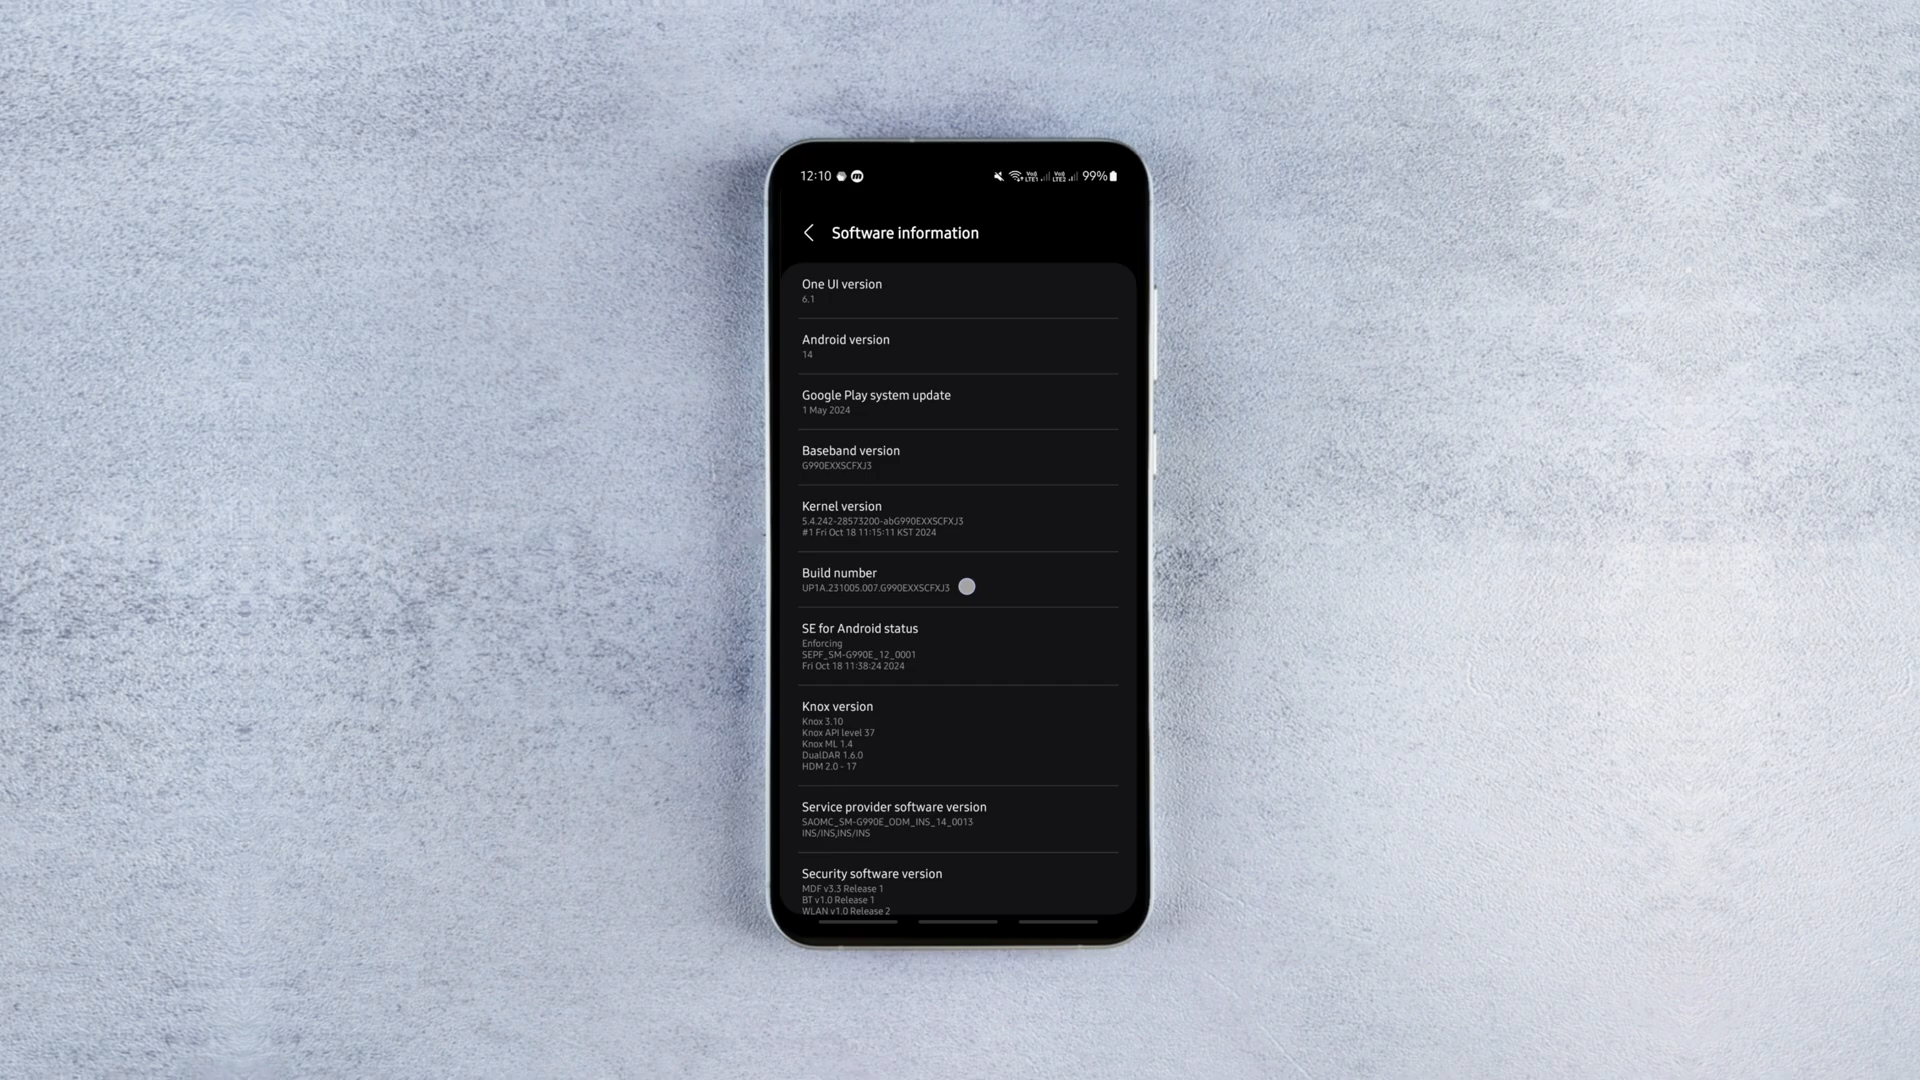 12:10
Vo)) LTE1 Vo)) LTE2 99%
Software information
One UI version
6.1
Android version
14
Google Play system update
1 May 2024
Baseband version
G990EXXSCFXJ3
Kernel version
5.4.242-28573200-abG990EXXSCFXJ3
#1 Fri Oct 18 11:15:11 KST 2024
Build number
UP1A.231005.007.G990EXXSCFXJ3
SE for Android status
Enforcing
SEPF_SM-G990E_12_0001
Fri Oct 18 11:38:24 2024
Knox version
Knox 3.10
Knox API level 37
Knox ML 1.4
DualDAR 1.6.0
HDM 2.0 - 17
Service provider software version
SAOMC_SM-G990E_ODM_INS_14_0013
INS/INS,INS/INS
Security software version
MDF v3.3 Release 1
BT v1.0 Release 1
WLAN v1.0 Release 2